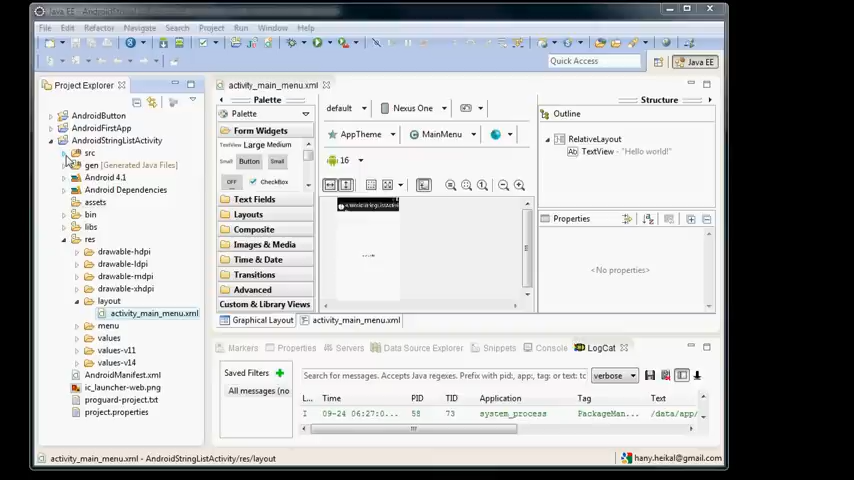 Java EE - Eclipse
File Edit Refactor Navigate Search Project Run Window Help
Quick Access
Java EE
Project Explorer
AndroidButton
AndroidFirstApp
AndroidStringListActivity
src
gen [Generated Java Files]
Android 4.1
Android Dependencies
assets
bin
libs
res
drawable-hdpi
drawable-ldpi
drawable-mdpi
drawable-xhdpi
layout
activity_main_menu.xml
menu
values
values-v11
values-v14
AndroidManifest.xml
ic_launcher-web.png
proguard-project.txt
project.properties
activity_main_menu.xml
Palette
Palette
Form Widgets
TextView Large Medium
Small Button Small
OFF CheckBox
Text Fields
Layouts
Composite
Images & Media
Time & Date
Transitions
Advanced
Custom & Library Views
default Nexus One
AppTheme MainMenu
16
Graphical Layout activity_main_menu.xml
Structure
Outline
RelativeLayout
Ab TextView - "Hello world!"
Properties
<No properties>
Markers Properties Servers Data Source Explorer Snippets Console LogCat
Saved Filters
All messages (no
Search for messages. Accepts Java regexes. Prefix with pid:, app:, tag: or text: tc
verbose
L... Time PID TID Application Tag Text
I 09-24 06:27:0... 58 73 system_process PackageMan... /data/app/
activity_main_menu.xml - AndroidStringListActivity/res/layout
hany.heikal@gmail.com